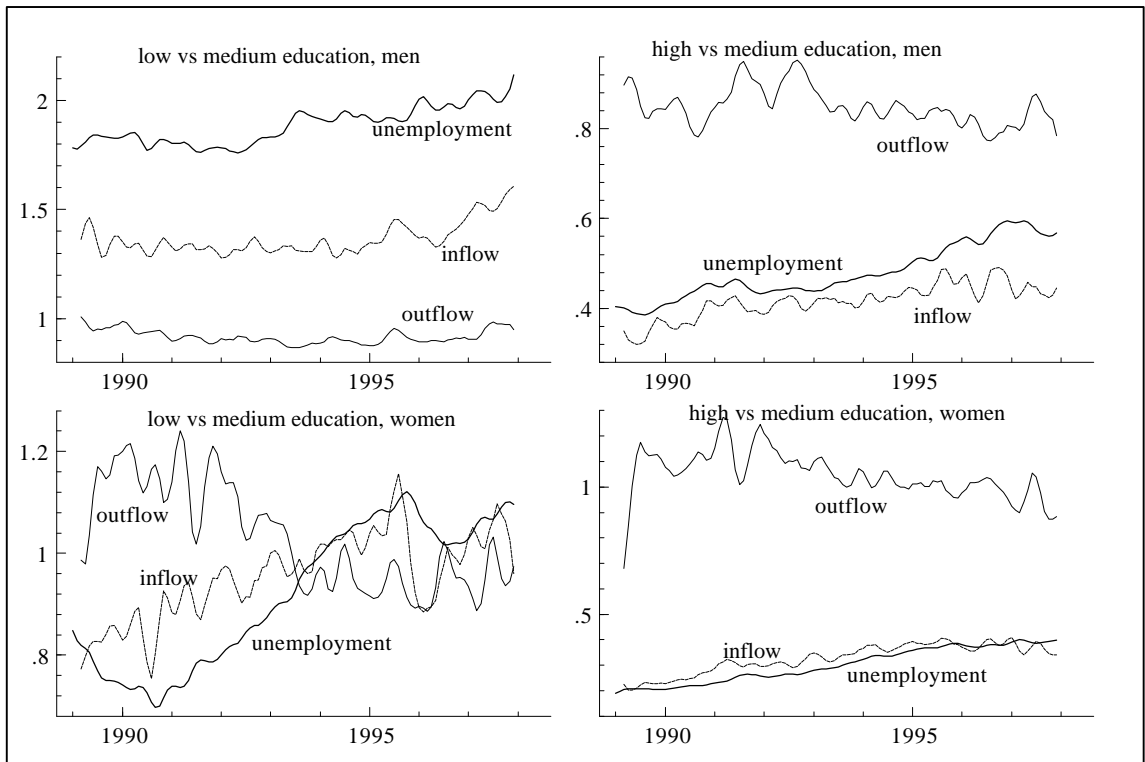 low vs medium education, men
2
1.5
1
unemployment
inflow
outflow
1990
1995
high vs medium education, men
.8
.6
.4
outflow
unemployment
inflow
1990
1995
low vs medium education, women
1.2
1
.8
outflow
inflow
unemployment
1990
1995
high vs medium education, women
1
.5
outflow
inflow
unemployment
1990
1995